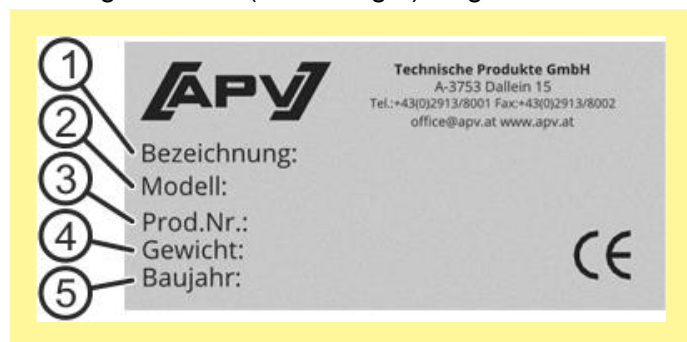 APV
Technische Produkte GmbH
A-3753 Dallein 15
Tel.:+43(0)2913/8001 Fax:+43(0)2913/8002
office@apv.at www.apv.at
1
Bezeichnung:
2
Modell:
3
Prod.Nr.:
4
Gewicht:
5
Baujahr:
CE